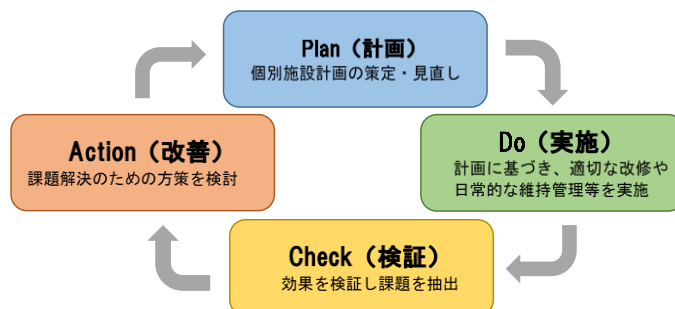 Plan（計画）
個別施設計画の策定・見直し
Do（実施）
計画に基づき、適切な改修や
日常的な維持管理等を実施
Check（検証）
効果を検証し課題を抽出
Action（改善）
課題解決のための方策を検討